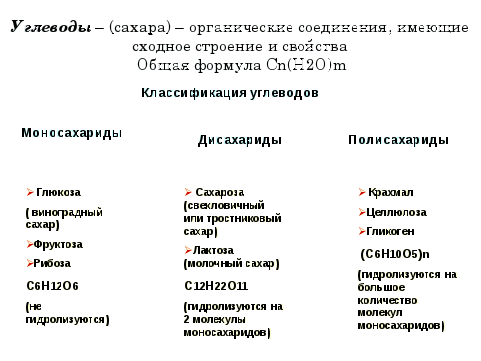 Углеводы – (сахара) – органические соединения, имеющие
сходное строение и свойства
Общая формула Cn(H2O)m
Классификация углеводов
Моносахариды
Дисахариды
Полисахариды
Глюкоза
( виноградный
сахар)
Фруктоза
Рибоза
C6H12O6
(не
гидролизуются)
Сахароза
(свекловичный
или тростниковый
сахар)
Лактоза
(молочный сахар)
C12H22O11
(гидролизуются на
2 молекулы
моносахаридов)
Крахмал
Целлюлоза
Гликоген
(C6H10O5)n
(гидролизуются на
большое
количество
молекул
моносахаридов)